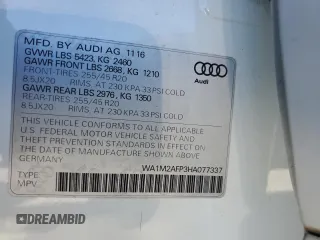 MFD. BY AUDI AG 11 16
GVWR LBS 5423, KG 2460
GAWR FRONT LBS 2668, KG 1210
FRONT-TIRES 255/45 R20
8.5JX20 RIMS. AT 230 KPA 33 PSI COLD
GAWR REAR LBS 2976, KG 1350
REAR-TIRES 255/45 R20
8.5JX20 RIMS. AT 230 KPA 33 PSI COLD
Audi
THIS VEHICLE CONFORMS TO ALL APPLICABLE
U.S. FEDERAL MOTOR VEHICLE SAFETY AND
THEFT PREVENTION STANDARDS IN EFFECT ON
THE DATE OF MANUFACTURE SHOWN ABOVE.
GERMANY
WA1M2AFP3HA077337
TYPE:
MPV
DREAMBID